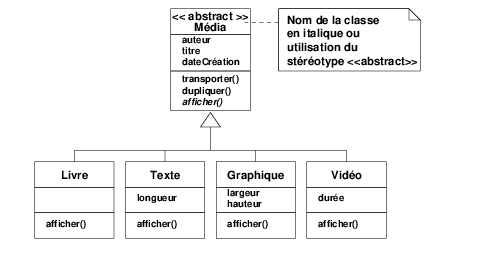 << abstract >>
Média
auteur
titre
dateCréation
transporter()
dupliquer()
afficher()
Nom de la classe
en italique ou
utilisation du
stéréotype <<abstract>>
Livre
afficher()
Texte
longueur
afficher()
Graphique
largeur
hauteur
afficher()
Vidéo
durée
afficher()